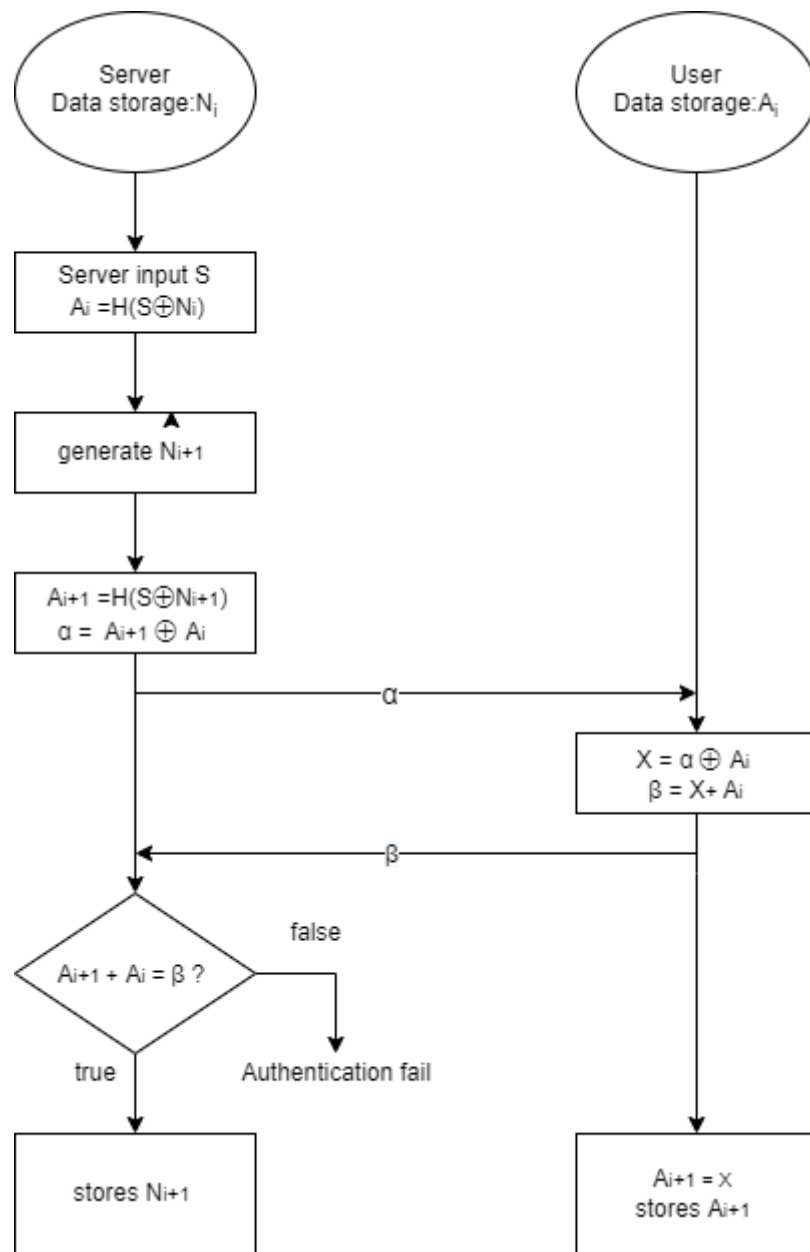 Server
Data storage:Nᵢ
User
Data storage:Aᵢ
Server input S
Ai =H(S⊕Ni)
generate Ni+1
Ai+1 =H(S⊕Ni+1)
α = Ai+1 ⊕ Ai
α
X = α ⊕ Ai
β = X+ Ai
β
false
Ai+1 + Ai = β ?
true
Authentication fail
stores Ni+1
Ai+1 = X
stores Ai+1